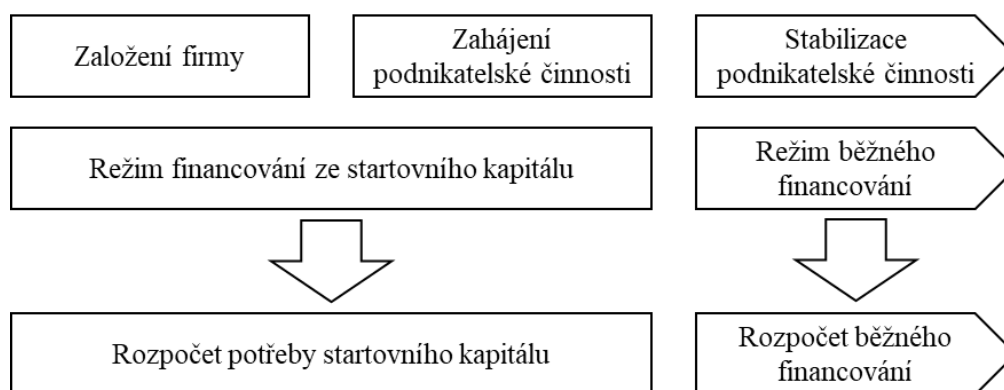 Založení firmy
Zahájení
podnikatelské činnosti
Stabilizace
podnikatelské činnosti
Režim financování ze startovního kapitálu
Režim běžného
financování
Rozpočet potřeby startovního kapitálu
Rozpočet běžného
financování